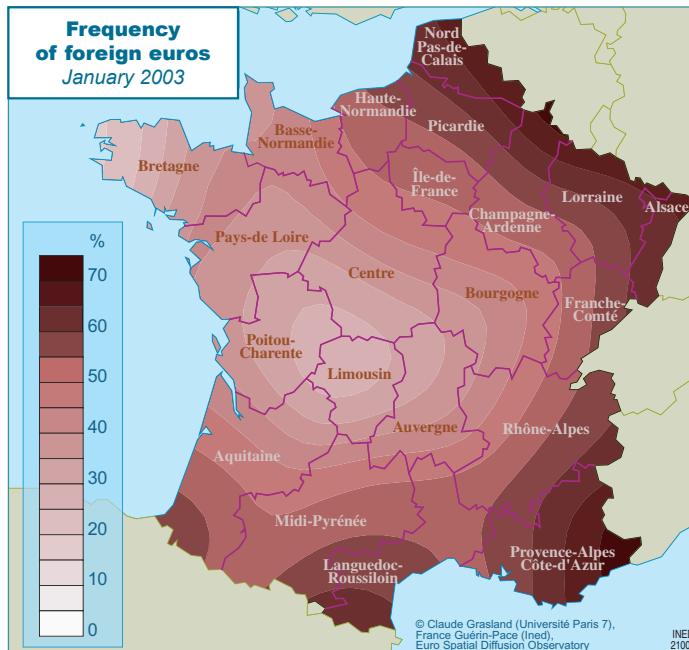 Frequency
of foreign euros
January 2003
Nord
Pas-de-
Calais
Haute-
Normandie
Picardie
Basse-
Normandie
Bretagne
Île-de-
France
Lorraine
Alsace
Champagne-
Ardenne
Pays-de Loire
Centre
Bourgogne
Franche-
Comté
Poitou-
Charente
Limousin
Auvergne
Rhône-Alpes
Aquitaine
Midi-Pyrénée
Languedoc-
Roussiloin
Provence-Alpes
Côte-d'Azur
%
70
60
50
40
30
20
10
0
© Claude Grasland (Université Paris 7),
France Guérin-Pace (Ined),
Euro Spatial Diffusion Observatory
INED
2100